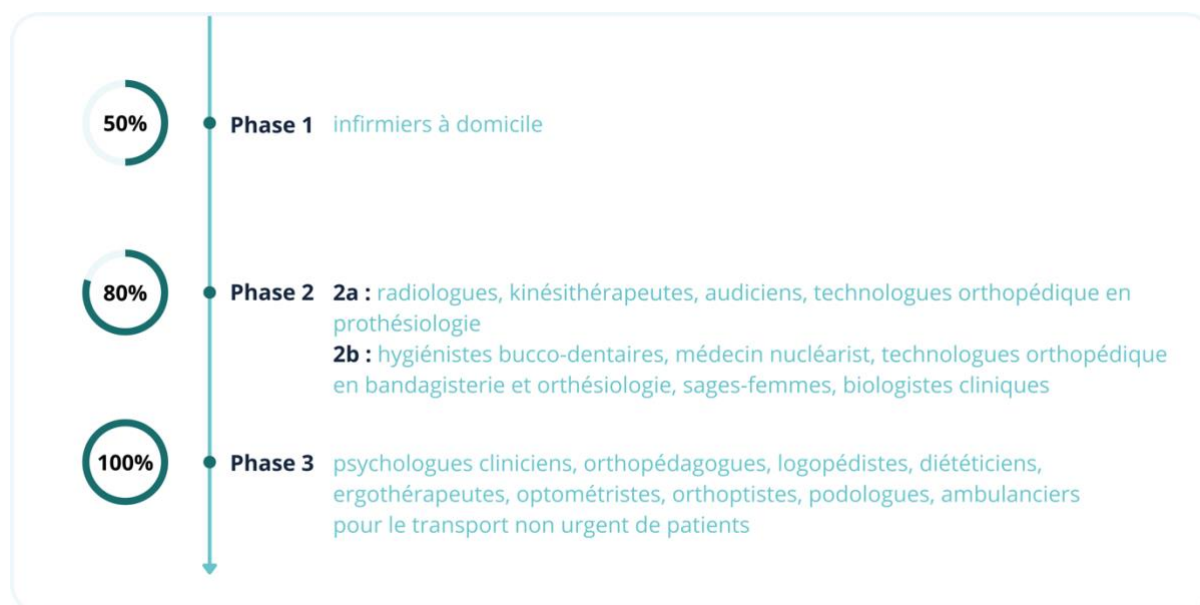 50%
Phase 1 infirmiers à domicile
80%
Phase 2 2a : radiologues, kinésithérapeutes, audiciens, technologues orthopédique en
prothésiologie
2b : hygiénistes bucco-dentaires, médecin nucléarist, technologues orthopédique
en bandagisterie et orthésiologie, sages-femmes, biologistes cliniques
100%
Phase 3 psychologues cliniciens, orthopédagogues, logopédistes, diététiciens,
ergothérapeutes, optométristes, orthoptistes, podologues, ambulanciers
pour le transport non urgent de patients